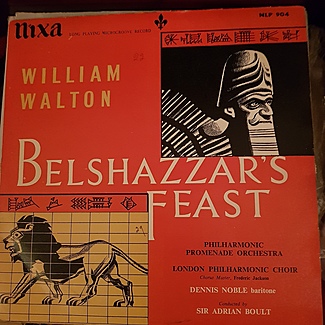 nixa
LONG PLAYING MICROGROOVE RECORD
NLP 904
WILLIAM
WALTON
BELSHAZZAR'S
FEAST
PHILHARMONIC
PROMENADE ORCHESTRA
LONDON PHILHARMONIC CHOIR
Chorus Master, Frederic Jackson
DENNIS NOBLE baritone
Conducted by
SIR ADRIAN BOULT